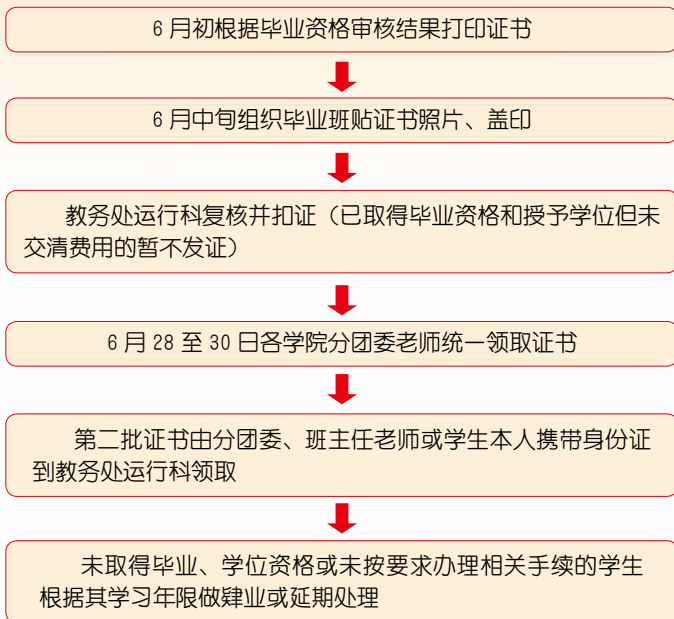 6月初根据毕业资格审核结果打印证书
6月中旬组织毕业班贴证书照片、盖印
教务处运行科复核并扣证（已取得毕业资格和授予学位但未
交清费用的暂不发证）
6月28至30日各学院分团委老师统一领取证书
第二批证书由分团委、班主任老师或学生本人携带身份证
到教务处运行科领取
未取得毕业、学位资格或未按要求办理相关手续的学生
根据其学习年限做肄业或延期处理